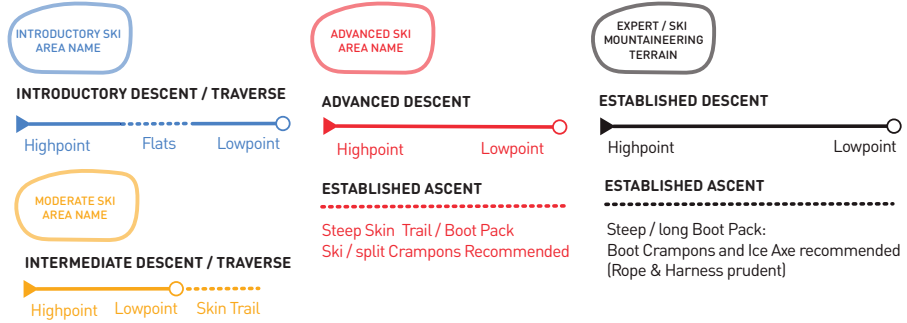 INTRODUCTORY SKI
AREA NAME
INTRODUCTORY DESCENT / TRAVERSE
Highpoint Flats Lowpoint
MODERATE SKI
AREA NAME
INTERMEDIATE DESCENT / TRAVERSE
Highpoint Lowpoint Skin Trail
ADVANCED SKI
AREA NAME
ADVANCED DESCENT
Highpoint Lowpoint
ESTABLISHED ASCENT
Steep Skin Trail / Boot Pack
Ski / split Crampons Recommended
EXPERT / SKI
MOUNTAINEERING
TERRAIN
ESTABLISHED DESCENT
Highpoint Lowpoint
ESTABLISHED ASCENT
Steep / long Boot Pack:
Boot Crampons and Ice Axe recommended
(Rope & Harness prudent)